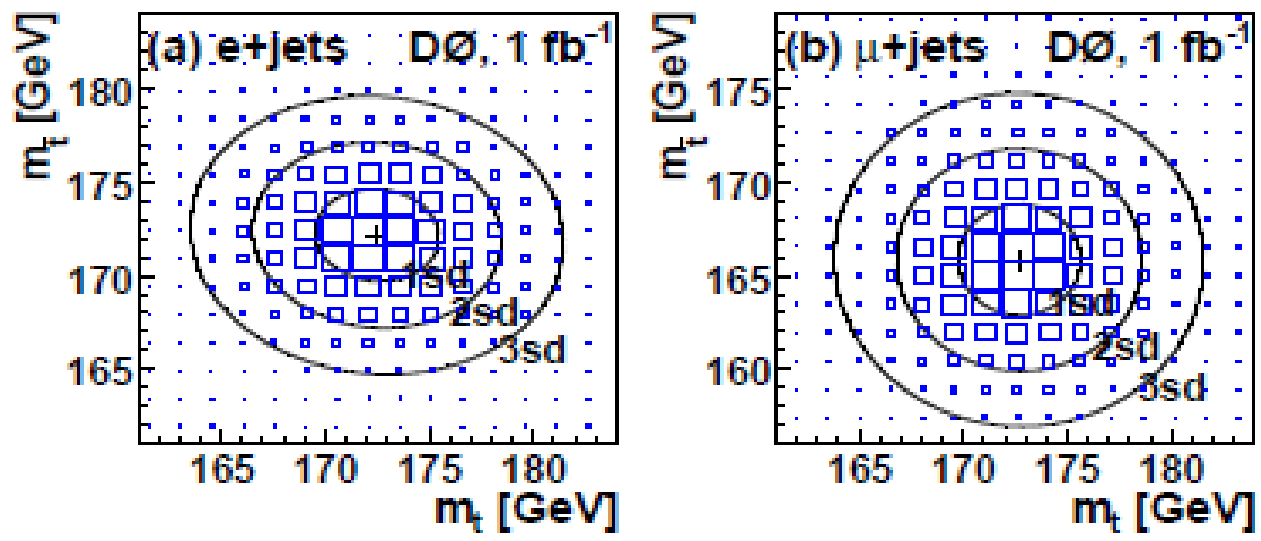 (a) e+jets DØ, 1 fb⁻¹
m_t [GeV]
180
175
170
165
1sd
2sd
3sd
165 170 175 180
m_t [GeV]
(b) μ+jets DØ, 1 fb⁻¹
m_t [GeV]
175
170
165
160
1sd
2sd
3sd
165 170 175 180
m_t [GeV]